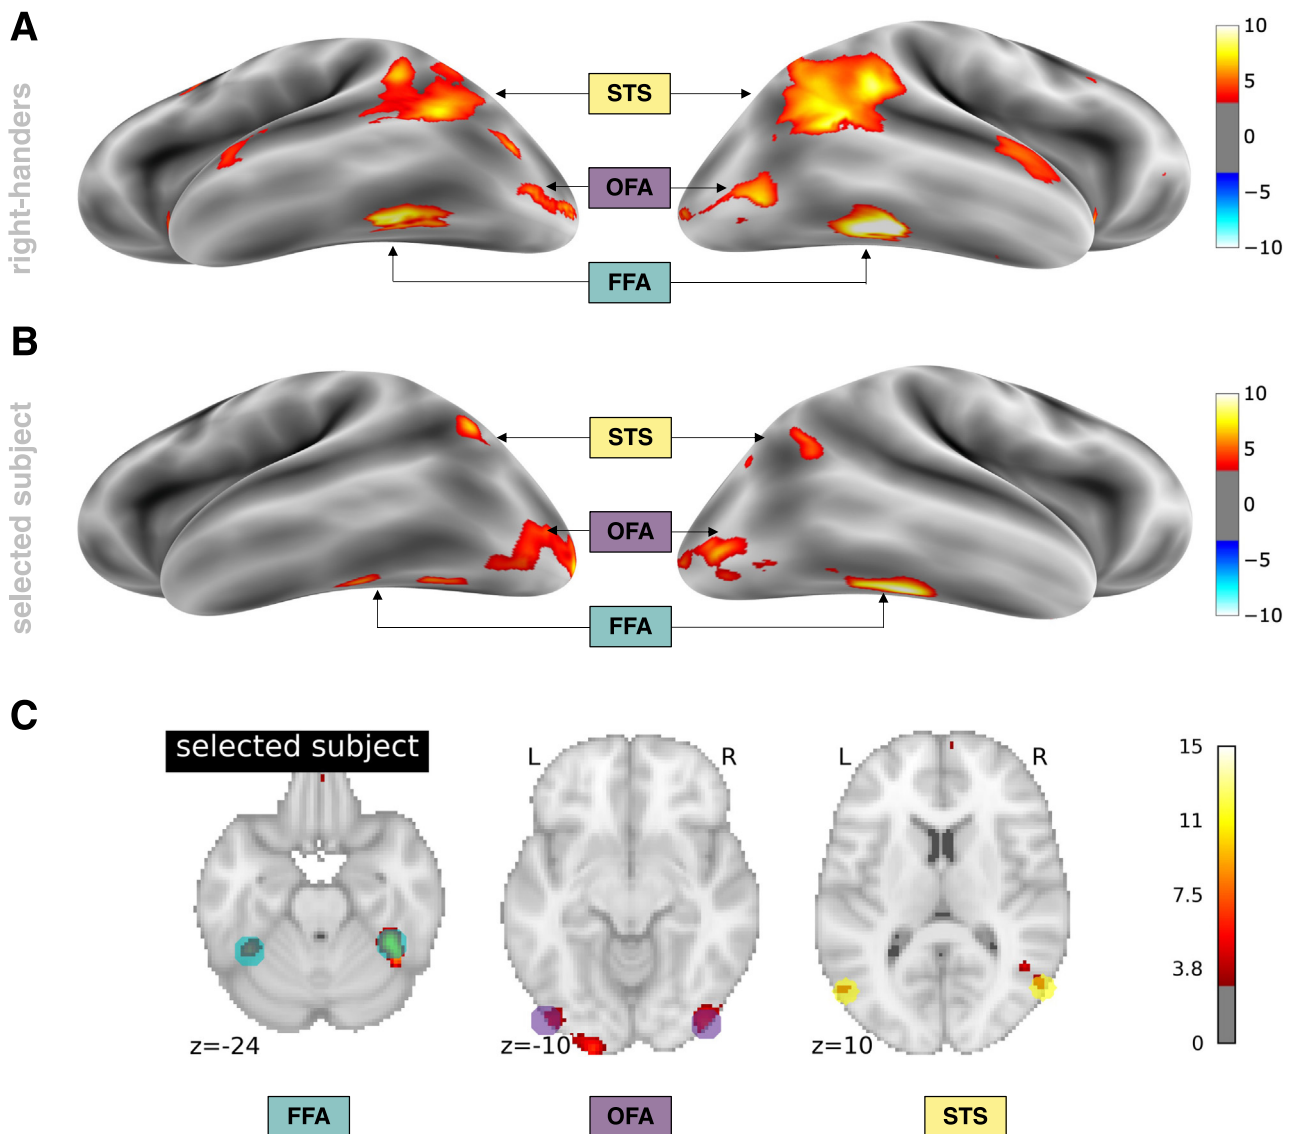 A
right-handers
STS
OFA
FFA
10
5
0
−5
−10
B
selected subject
STS
OFA
FFA
10
5
0
−5
−10
C
selected subject
L R
L R
z=-24
z=-10
z=10
15
11
7.5
3.8
0
FFA
OFA
STS